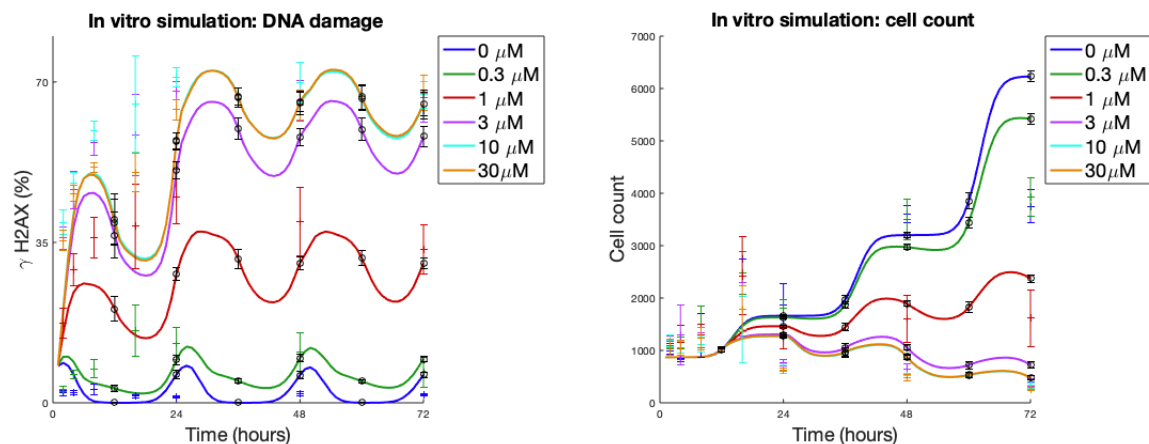 In vitro simulation: DNA damage
γ H2AX (%)
70
35
0
0 24 48 72
Time (hours)
0 μM
0.3 μM
1 μM
3 μM
10 μM
30μM
In vitro simulation: cell count
Cell count
7000
6000
5000
4000
3000
2000
1000
0
0 24 48 72
Time (hours)
0 μM
0.3 μM
1 μM
3 μM
10 μM
30μM